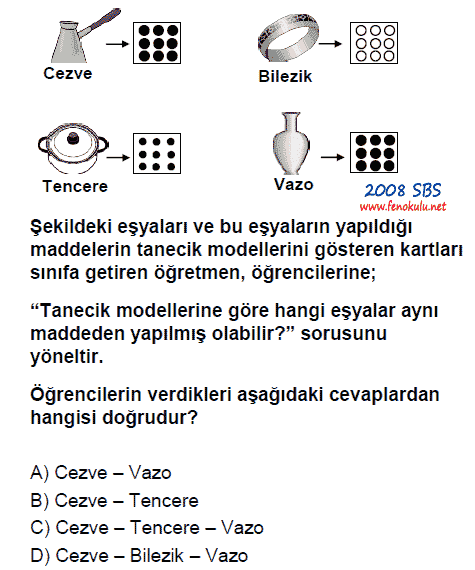 Cezve
Bilezik
Tencere
Vazo
2008 SBS
www.fenokulu.net
Şekildeki eşyaları ve bu eşyaların yapıldığı
maddelerin tanecik modellerini gösteren kartları
sınıfa getiren öğretmen, öğrencilerine;
“Tanecik modellerine göre hangi eşyalar aynı
maddeden yapılmış olabilir?” sorusunu
yöneltir.
Öğrencilerin verdikleri aşağıdaki cevaplardan
hangisi doğrudur?
A) Cezve – Vazo
B) Cezve – Tencere
C) Cezve – Tencere – Vazo
D) Cezve – Bilezik – Vazo